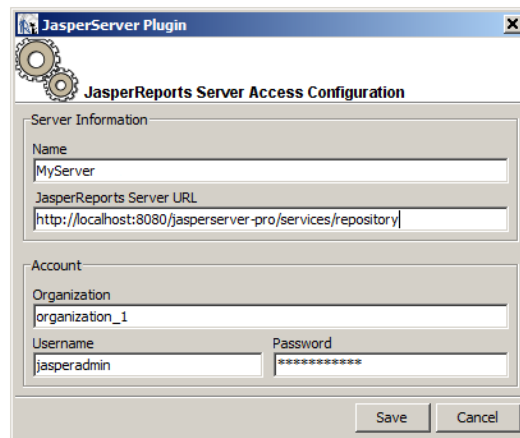 JasperServer Plugin
JasperReports Server Access Configuration
Server Information
Name
MyServer
JasperReports Server URL
http://localhost:8080/jasperserver-pro/services/repository
Account
Organization
organization_1
Username Password
jasperadmin ***********
Save Cancel